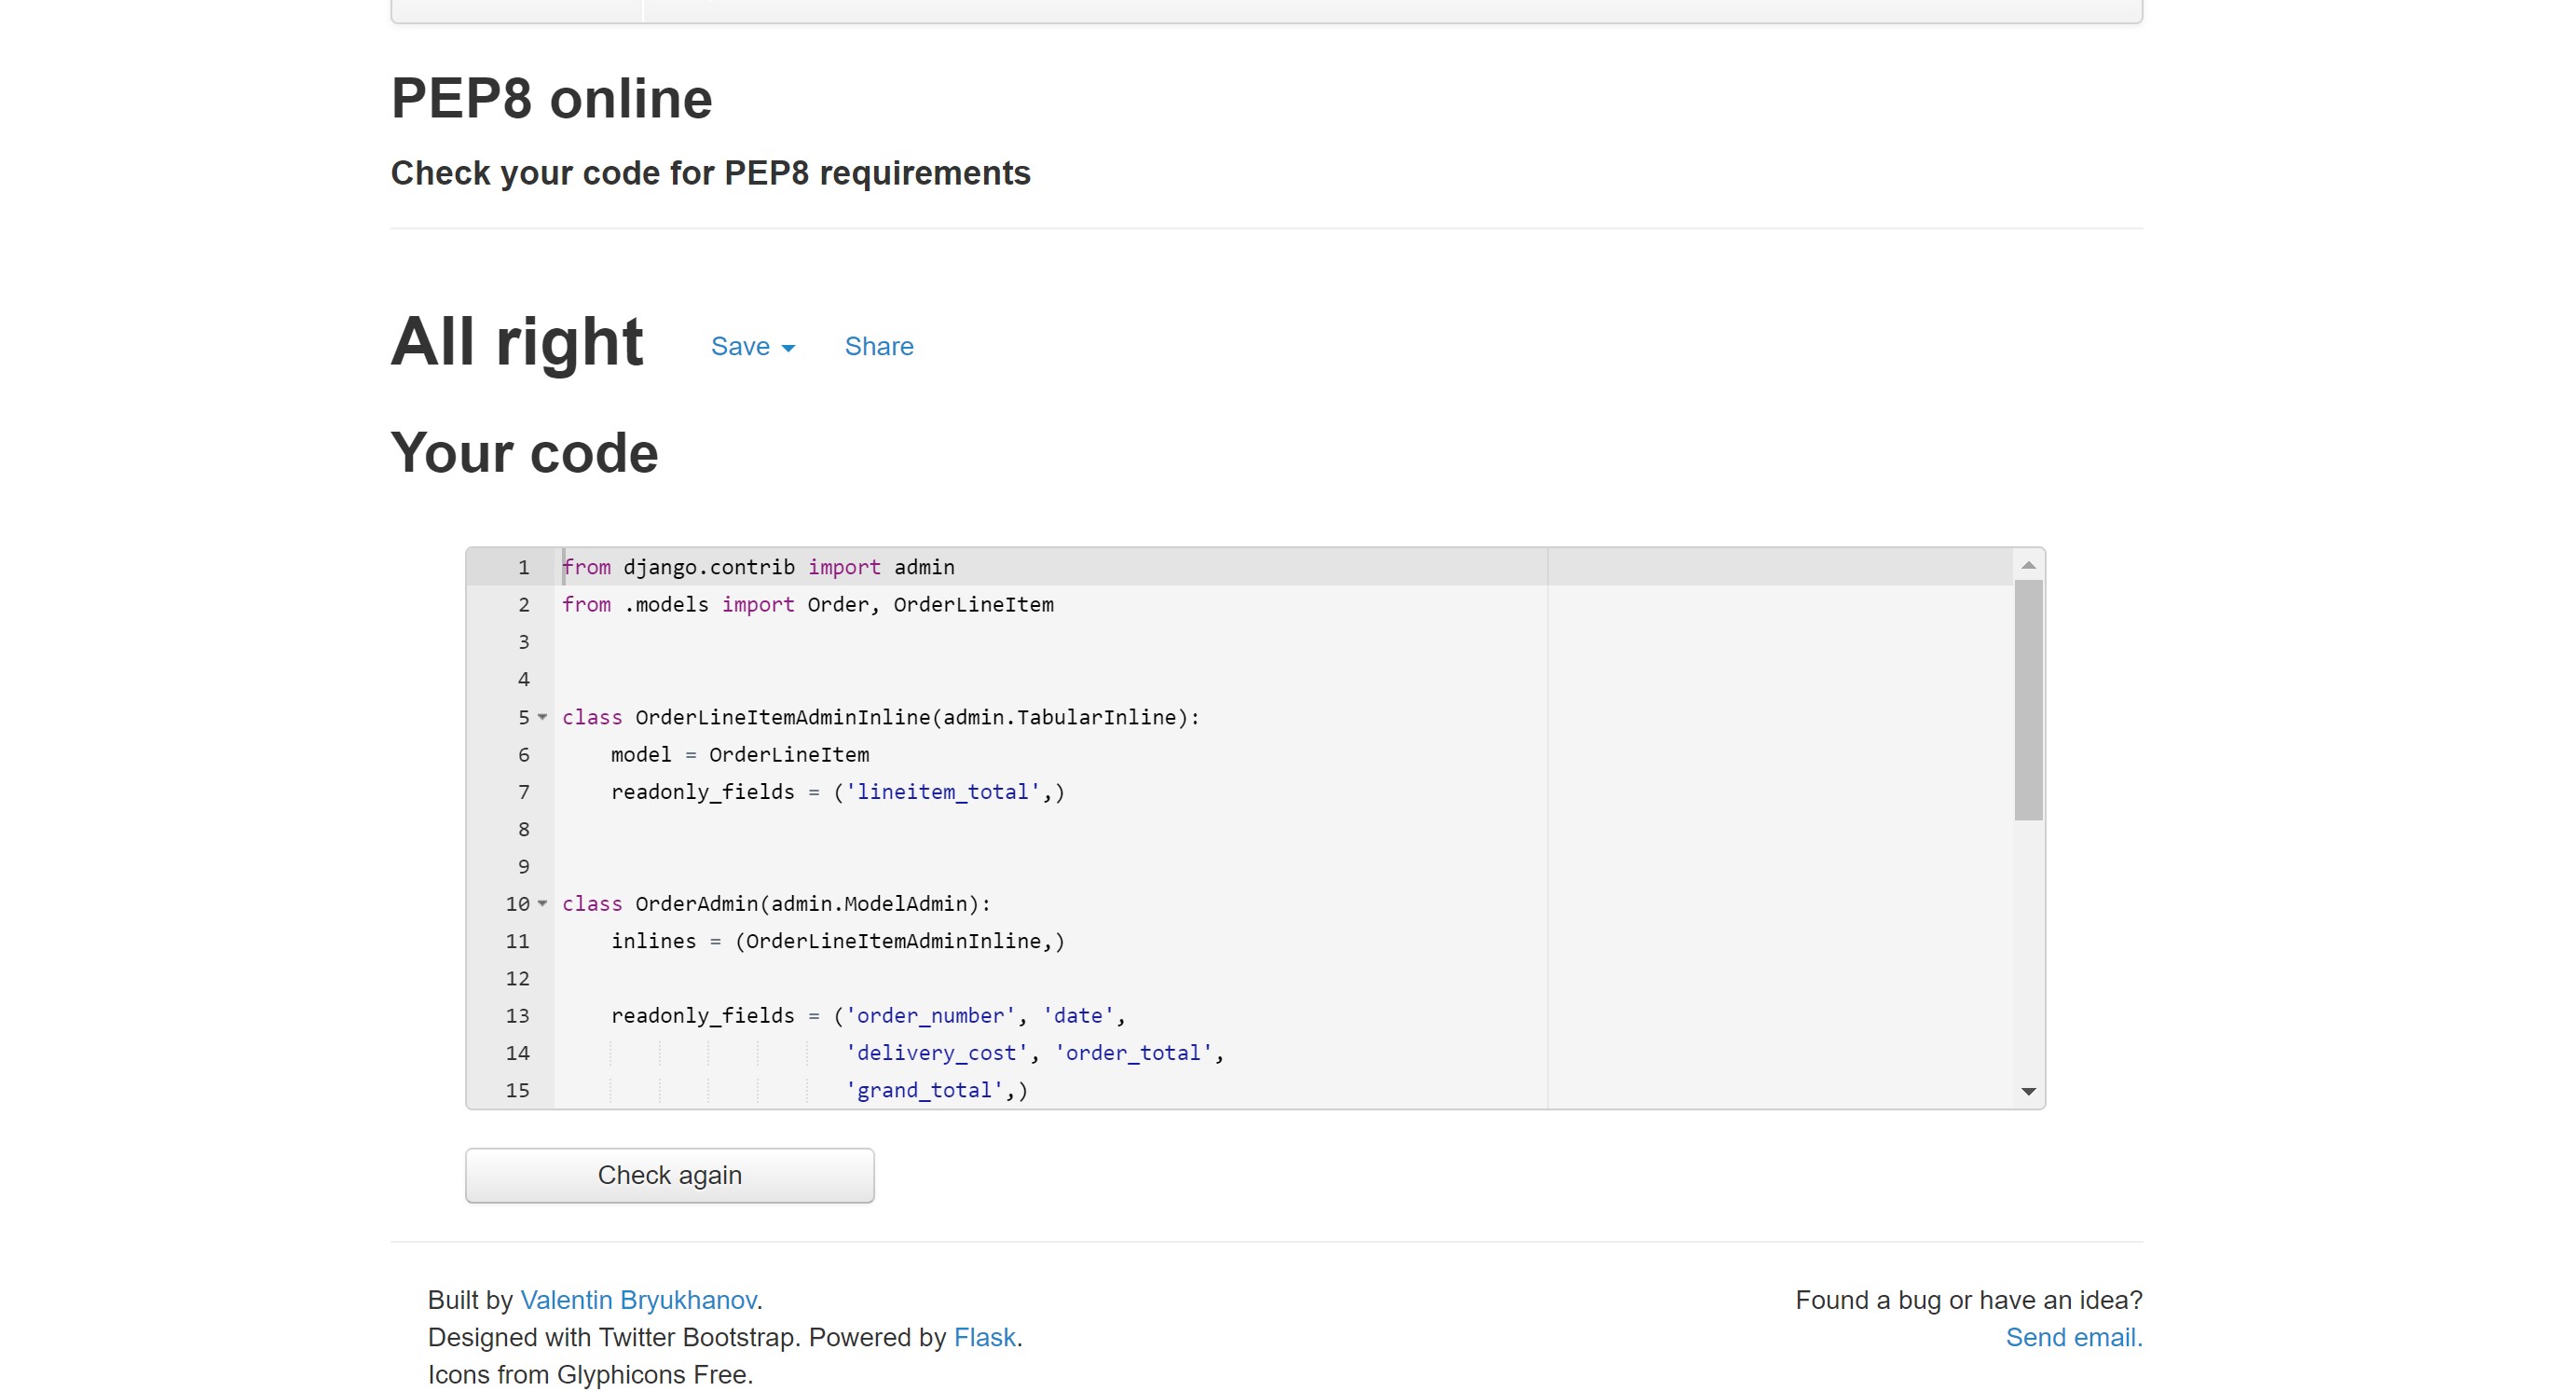 PEP8 online
Check your code for PEP8 requirements
All right Save Share
Your code
1 from django.contrib import admin
2 from .models import Order, OrderLineItem
3
4
5 class OrderLineItemAdminInline(admin.TabularInline):
6     model = OrderLineItem
7     readonly_fields = ('lineitem_total',)
8
9
10 class OrderAdmin(admin.ModelAdmin):
11     inlines = (OrderLineItemAdminInline,)
12
13     readonly_fields = ('order_number', 'date',
14                        'delivery_cost', 'order_total',
15                        'grand_total',)
Check again
Built by Valentin Bryukhanov.
Designed with Twitter Bootstrap. Powered by Flask.
Icons from Glyphicons Free.
Found a bug or have an idea?
Send email.